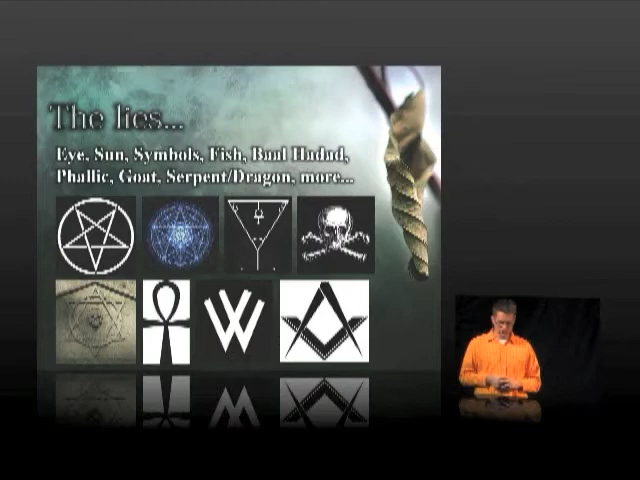 The lies...
Eye, Sun, Symbols, Fish, Baal Hadad,
Phallic, Goat, Serpent/Dragon, more...